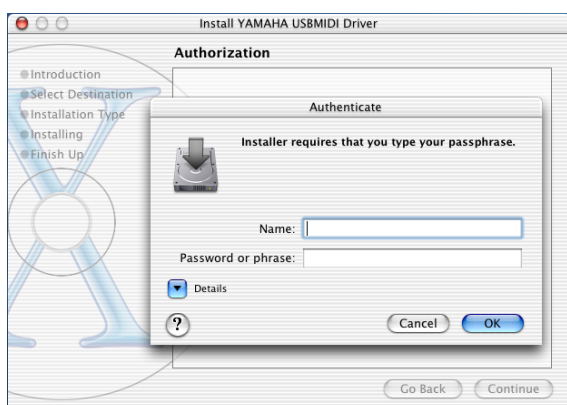 Install YAMAHA USBMIDI Driver
Authorization
Introduction
Select Destination
Installation Type
Installing
Finish Up
Authenticate
Installer requires that you type your passphrase.
Name:
Password or phrase:
Details
?
Cancel
OK
Go Back
Continue